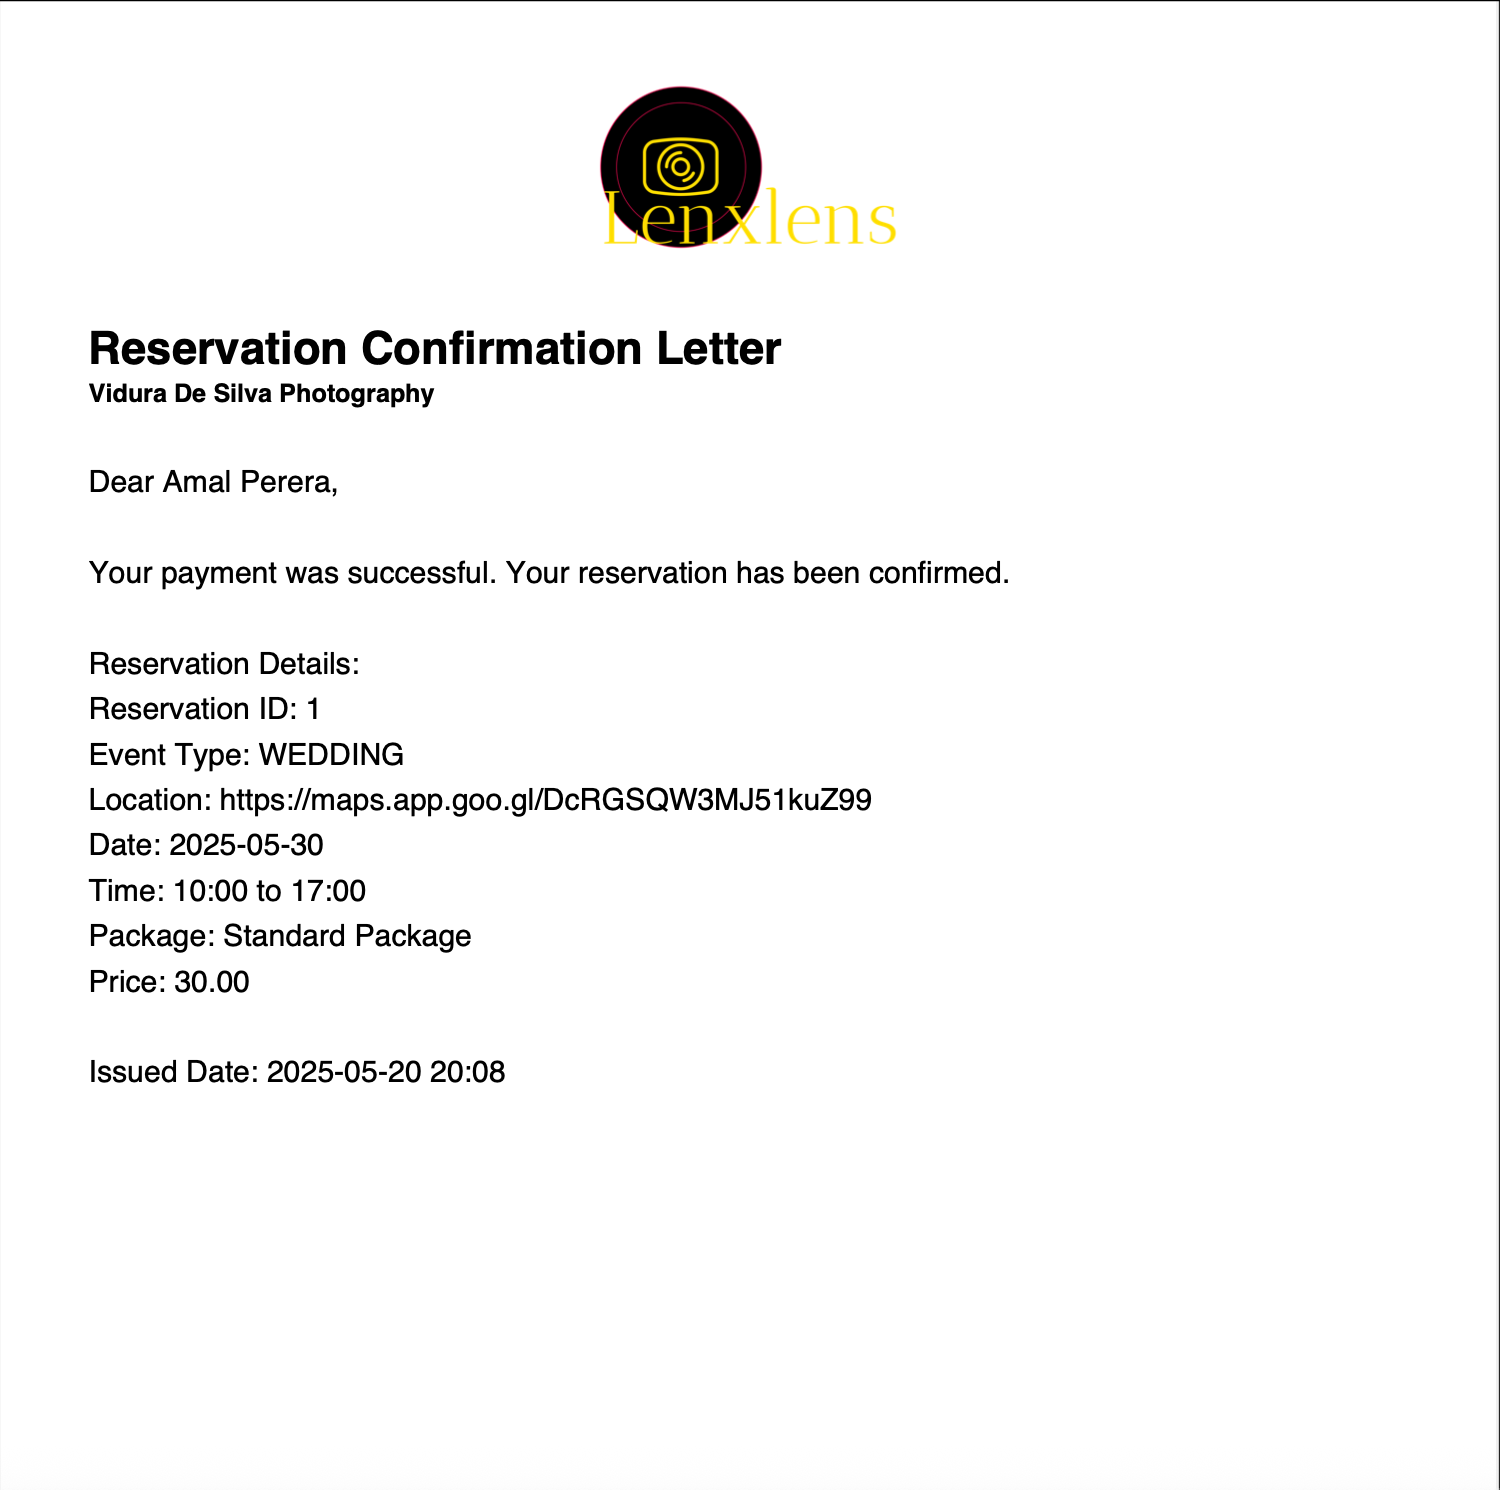 Lenxlens
Reservation Confirmation Letter
Vidura De Silva Photography
Dear Amal Perera,
Your payment was successful. Your reservation has been confirmed.
Reservation Details:
Reservation ID: 1
Event Type: WEDDING
Location: https://maps.app.goo.gl/DcRGSQW3MJ51kuZ99
Date: 2025-05-30
Time: 10:00 to 17:00
Package: Standard Package
Price: 30.00
Issued Date: 2025-05-20 20:08